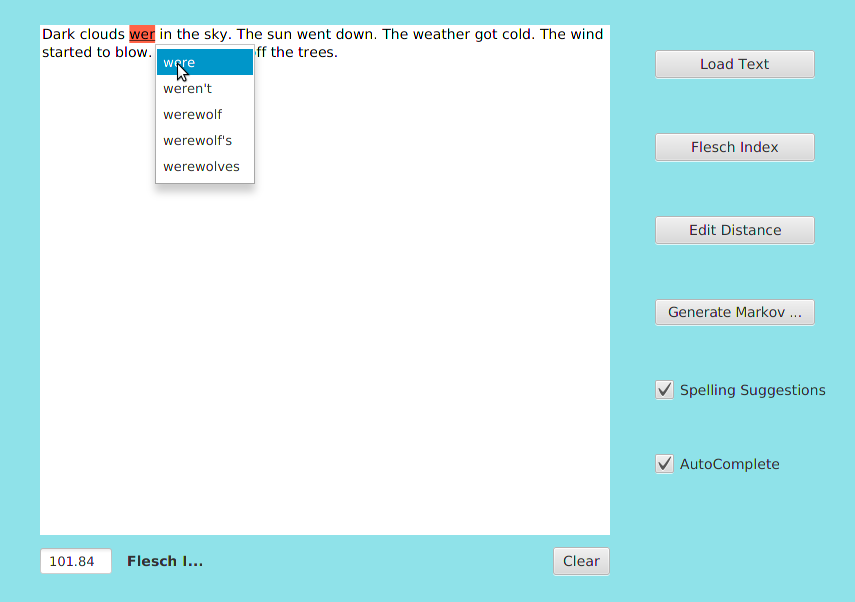 Dark clouds wer in the sky. The sun went down. The weather got cold. The wind
started to blow. ff the trees.
were
weren't
werewolf
werewolf's
werewolves
Load Text
Flesch Index
Edit Distance
Generate Markov ...
Spelling Suggestions
AutoComplete
101.84
Flesch I...
Clear